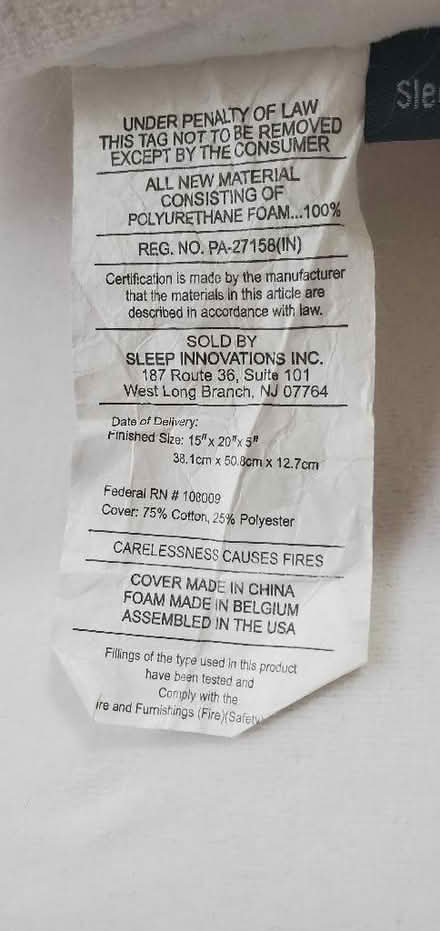 Sle
UNDER PENALTY OF LAW
THIS TAG NOT TO BE REMOVED
EXCEPT BY THE CONSUMER
ALL NEW MATERIAL
CONSISTING OF
POLYURETHANE FOAM...100%
REG. NO. PA-27158(IN)
Certification is made by the manufacturer
that the materials in this article are
described in accordance with law.
SOLD BY
SLEEP INNOVATIONS INC.
187 Route 36, Suite 101
West Long Branch, NJ 07764
Date of Delivery:
Finished Size: 15" x 20"x 5"
38.1cm x 50.8cm x 12.7cm
Federal RN # 108009
Cover: 75% Cotton, 25% Polyester
CARELESSNESS CAUSES FIRES
COVER MADE IN CHINA
FOAM MADE IN BELGIUM
ASSEMBLED IN THE USA
Fillings of the type used in this product
have been tested and
Comply with the
ire and Furnishings (Fire)(Safety)